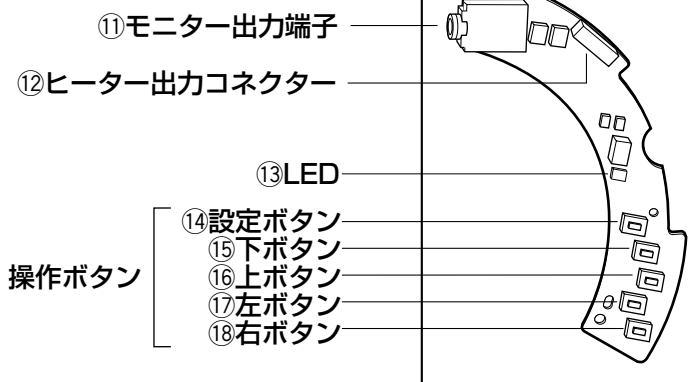 ⑪モニター出力端子
⑫ヒーター出力コネクター
⑬LED
操作ボタン
⑭設定ボタン
⑮下ボタン
⑯上ボタン
⑰左ボタン
⑱右ボタン